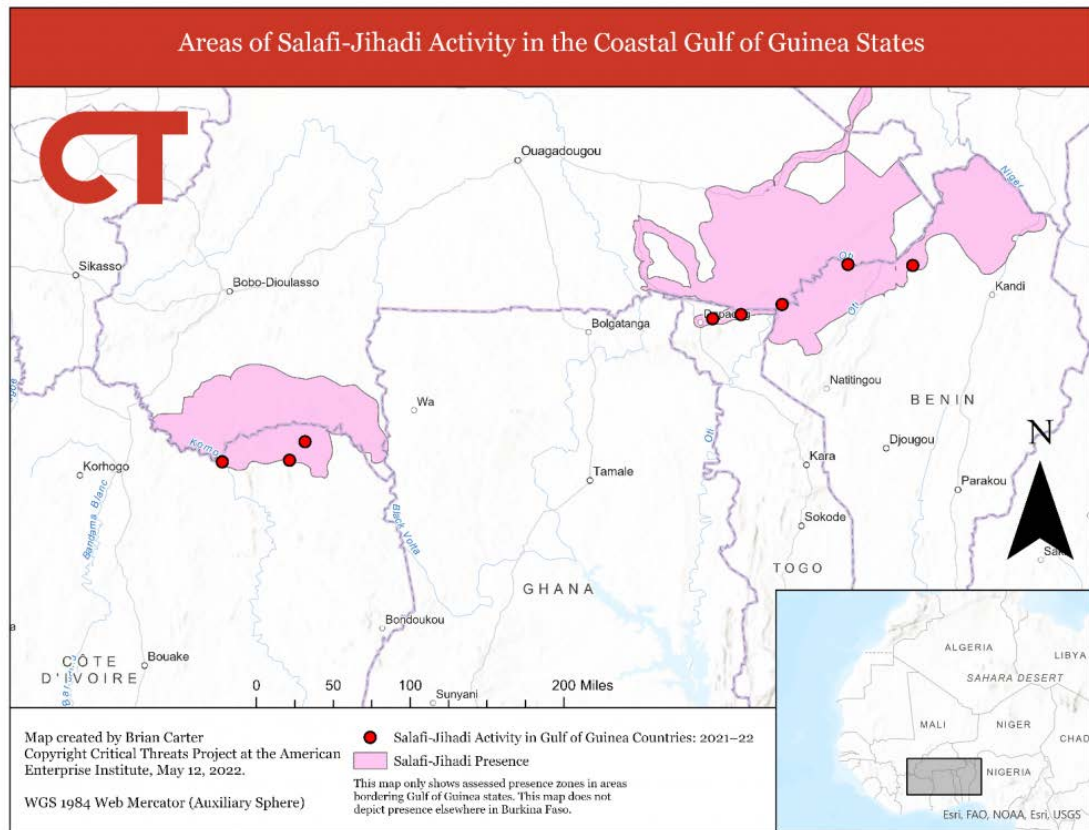 Areas of Salafi-Jihadi Activity in the Coastal Gulf of Guinea States
CT
Ouagadougou
Niger
Sikasso
Bobo-Dioulasso
Oti
Kandi
Bolgatanga
Oti
Natitingou
Wa
BENIN
N
Komo
Korhogo
Djougou
Oti
Kara
Tamale
Parakou
Bandama Blanc
Black Volta
Sokode
TOGO
GHANA
Bondoukou
CÔTE
D'IVOIRE
Bouake
Sunyani
0 50 100 200 Miles
Map created by Brian Carter
Copyright Critical Threats Project at the American
Enterprise Institute, May 12, 2022.
WGS 1984 Web Mercator (Auxiliary Sphere)
Salafi-Jihadi Activity in Gulf of Guinea Countries: 2021–22
Salafi-Jihadi Presence
This map only shows assessed presence zones in areas
bordering Gulf of Guinea states. This map does not
depict presence elsewhere in Burkina Faso.
ALGERIA
LIBYA
SAHARA DESERT
MALI
NIGER
CHAD
NIGERIA
Esri, FAO, NOAA, Esri, USGS